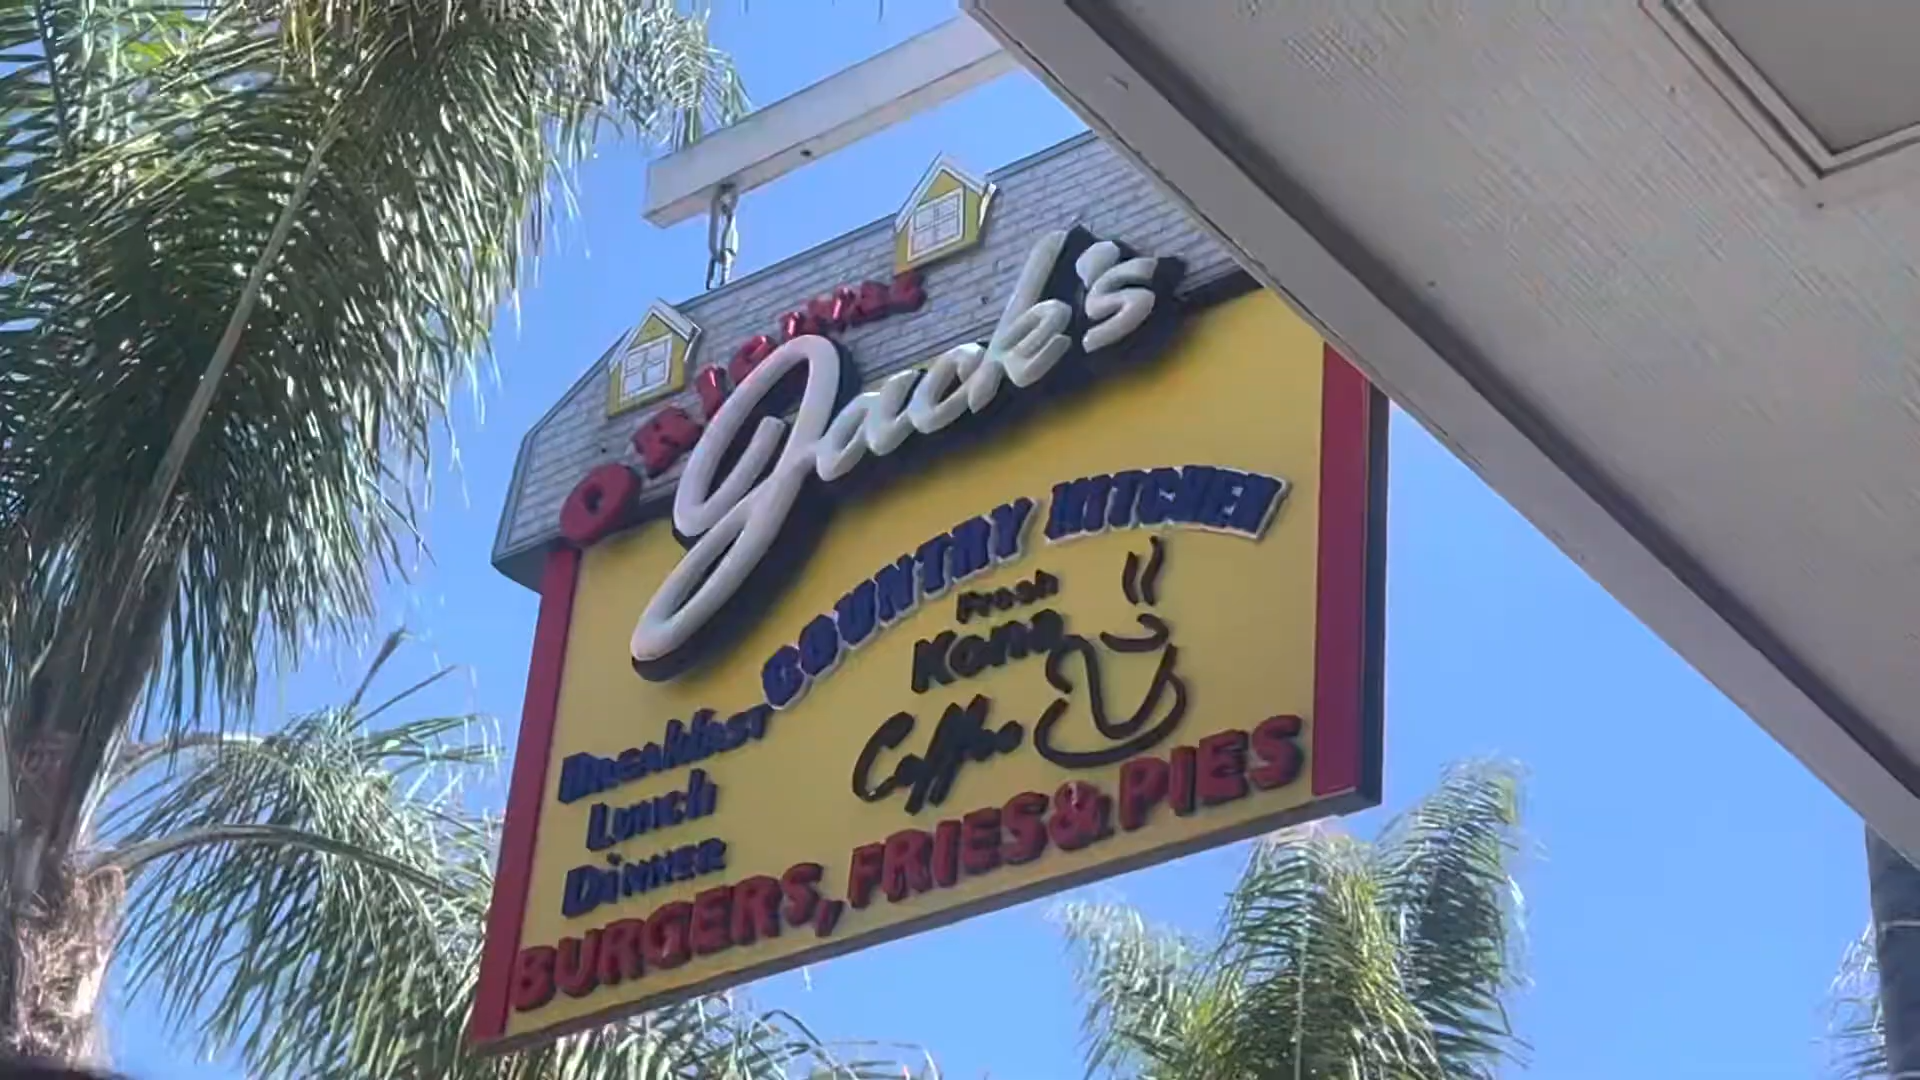 ORIGINAL
Jack's
COUNTRY KITCHEN
Fresh
Kona
Coffee
Breakfast
Lunch
Dinner
BURGERS, FRIES & PIES